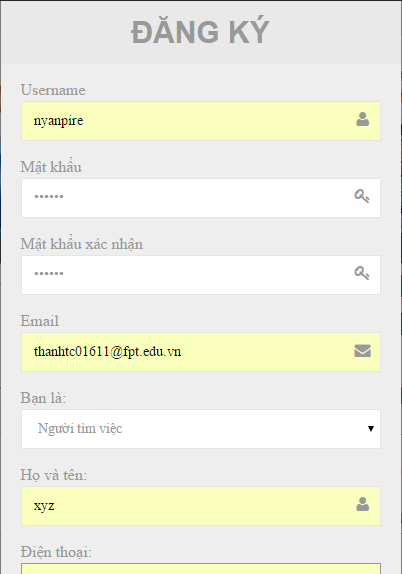 ĐĂNG KÝ
Username
nyanpire
Mật khẩu
••••••
Mật khẩu xác nhận
••••••
Email
thanhtc01611@fpt.edu.vn
Bạn là:
Người tìm việc
Họ và tên:
xyz
Điện thoại: